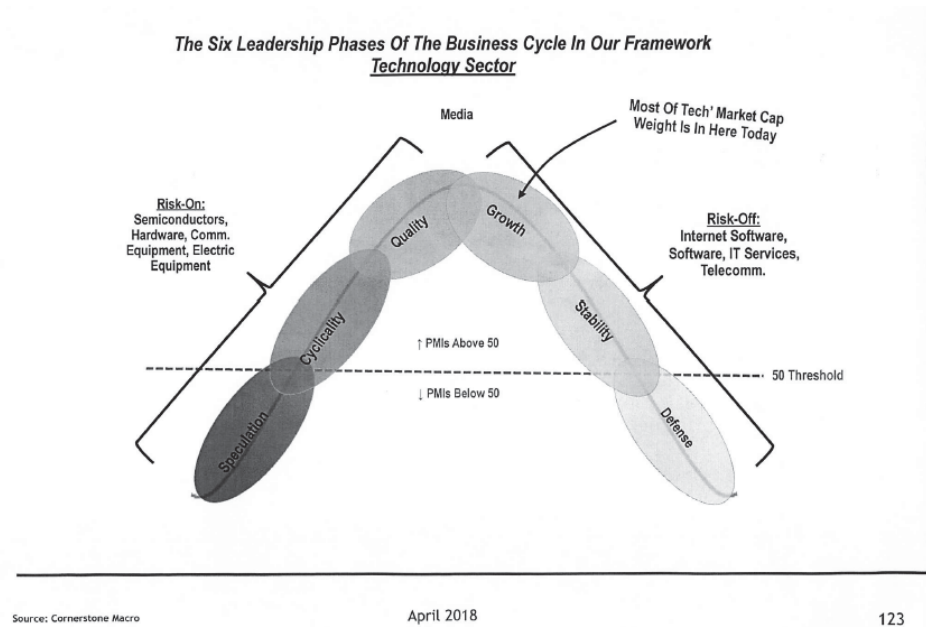 The Six Leadership Phases Of The Business Cycle In Our Framework
Technology Sector
Media
Most Of Tech' Market Cap
Weight Is In Here Today
Risk-On:
Semiconductors,
Hardware, Comm.
Equipment, Electric
Equipment
Quality
Growth
Risk-Off:
Internet Software,
Software, IT Services,
Telecomm.
Cyclicality
Stability
↑ PMIs Above 50
50 Threshold
↓ PMIs Below 50
Speculation
Defense
Source: Cornerstone Macro
April 2018
123